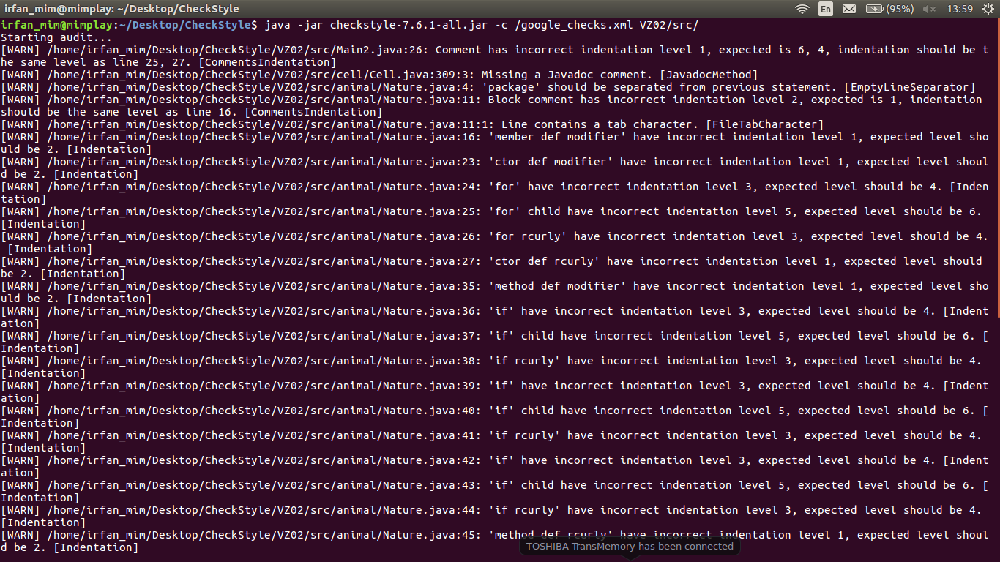 irfan_mim@mimplay: ~/Desktop/CheckStyle
En
(95%)
13:59
irfan_mim@mimplay:~/Desktop/CheckStyle$ java -jar checkstyle-7.6.1-all.jar -c /google_checks.xml VZ02/src/
Starting audit...
[WARN] /home/irfan_mim/Desktop/CheckStyle/VZ02/src/Main2.java:26: Comment has incorrect indentation level 1, expected is 6, 4, indentation should be t
he same level as line 25, 27. [CommentsIndentation]
[WARN] /home/irfan_mim/Desktop/CheckStyle/VZ02/src/cell/Cell.java:309:3: Missing a Javadoc comment. [JavadocMethod]
[WARN] /home/irfan_mim/Desktop/CheckStyle/VZ02/src/animal/Nature.java:4: 'package' should be separated from previous statement. [EmptyLineSeparator]
[WARN] /home/irfan_mim/Desktop/CheckStyle/VZ02/src/animal/Nature.java:11: Block comment has incorrect indentation level 2, expected is 1, indentation
should be the same level as line 16. [CommentsIndentation]
[WARN] /home/irfan_mim/Desktop/CheckStyle/VZ02/src/animal/Nature.java:11:1: Line contains a tab character. [FileTabCharacter]
[WARN] /home/irfan_mim/Desktop/CheckStyle/VZ02/src/animal/Nature.java:16: 'member def modifier' have incorrect indentation level 1, expected level sho
uld be 2. [Indentation]
[WARN] /home/irfan_mim/Desktop/CheckStyle/VZ02/src/animal/Nature.java:23: 'ctor def modifier' have incorrect indentation level 1, expected level shoul
d be 2. [Indentation]
[WARN] /home/irfan_mim/Desktop/CheckStyle/VZ02/src/animal/Nature.java:24: 'for' have incorrect indentation level 3, expected level should be 4. [Inden
tation]
[WARN] /home/irfan_mim/Desktop/CheckStyle/VZ02/src/animal/Nature.java:25: 'for' child have incorrect indentation level 5, expected level should be 6.
[Indentation]
[WARN] /home/irfan_mim/Desktop/CheckStyle/VZ02/src/animal/Nature.java:26: 'for rcurly' have incorrect indentation level 3, expected level should be 4.
 [Indentation]
[WARN] /home/irfan_mim/Desktop/CheckStyle/VZ02/src/animal/Nature.java:27: 'ctor def rcurly' have incorrect indentation level 1, expected level should
be 2. [Indentation]
[WARN] /home/irfan_mim/Desktop/CheckStyle/VZ02/src/animal/Nature.java:35: 'method def modifier' have incorrect indentation level 1, expected level sho
uld be 2. [Indentation]
[WARN] /home/irfan_mim/Desktop/CheckStyle/VZ02/src/animal/Nature.java:36: 'if' have incorrect indentation level 3, expected level should be 4. [Indent
ation]
[WARN] /home/irfan_mim/Desktop/CheckStyle/VZ02/src/animal/Nature.java:37: 'if' child have incorrect indentation level 5, expected level should be 6. [
Indentation]
[WARN] /home/irfan_mim/Desktop/CheckStyle/VZ02/src/animal/Nature.java:38: 'if rcurly' have incorrect indentation level 3, expected level should be 4.
[Indentation]
[WARN] /home/irfan_mim/Desktop/CheckStyle/VZ02/src/animal/Nature.java:39: 'if' have incorrect indentation level 3, expected level should be 4. [Indent
ation]
[WARN] /home/irfan_mim/Desktop/CheckStyle/VZ02/src/animal/Nature.java:40: 'if' child have incorrect indentation level 5, expected level should be 6. [
Indentation]
[WARN] /home/irfan_mim/Desktop/CheckStyle/VZ02/src/animal/Nature.java:41: 'if rcurly' have incorrect indentation level 3, expected level should be 4.
[Indentation]
[WARN] /home/irfan_mim/Desktop/CheckStyle/VZ02/src/animal/Nature.java:42: 'if' have incorrect indentation level 3, expected level should be 4. [Indent
ation]
[WARN] /home/irfan_mim/Desktop/CheckStyle/VZ02/src/animal/Nature.java:43: 'if' child have incorrect indentation level 5, expected level should be 6. [
Indentation]
[WARN] /home/irfan_mim/Desktop/CheckStyle/VZ02/src/animal/Nature.java:44: 'if rcurly' have incorrect indentation level 3, expected level should be 4.
[Indentation]
[WARN] /home/irfan_mim/Desktop/CheckStyle/VZ02/src/animal/Nature.java:45: 'method def rcurly' have incorrect indentation level 1, expected level shoul
d be 2. [Indentation]
TOSHIBA TransMemory has been connected